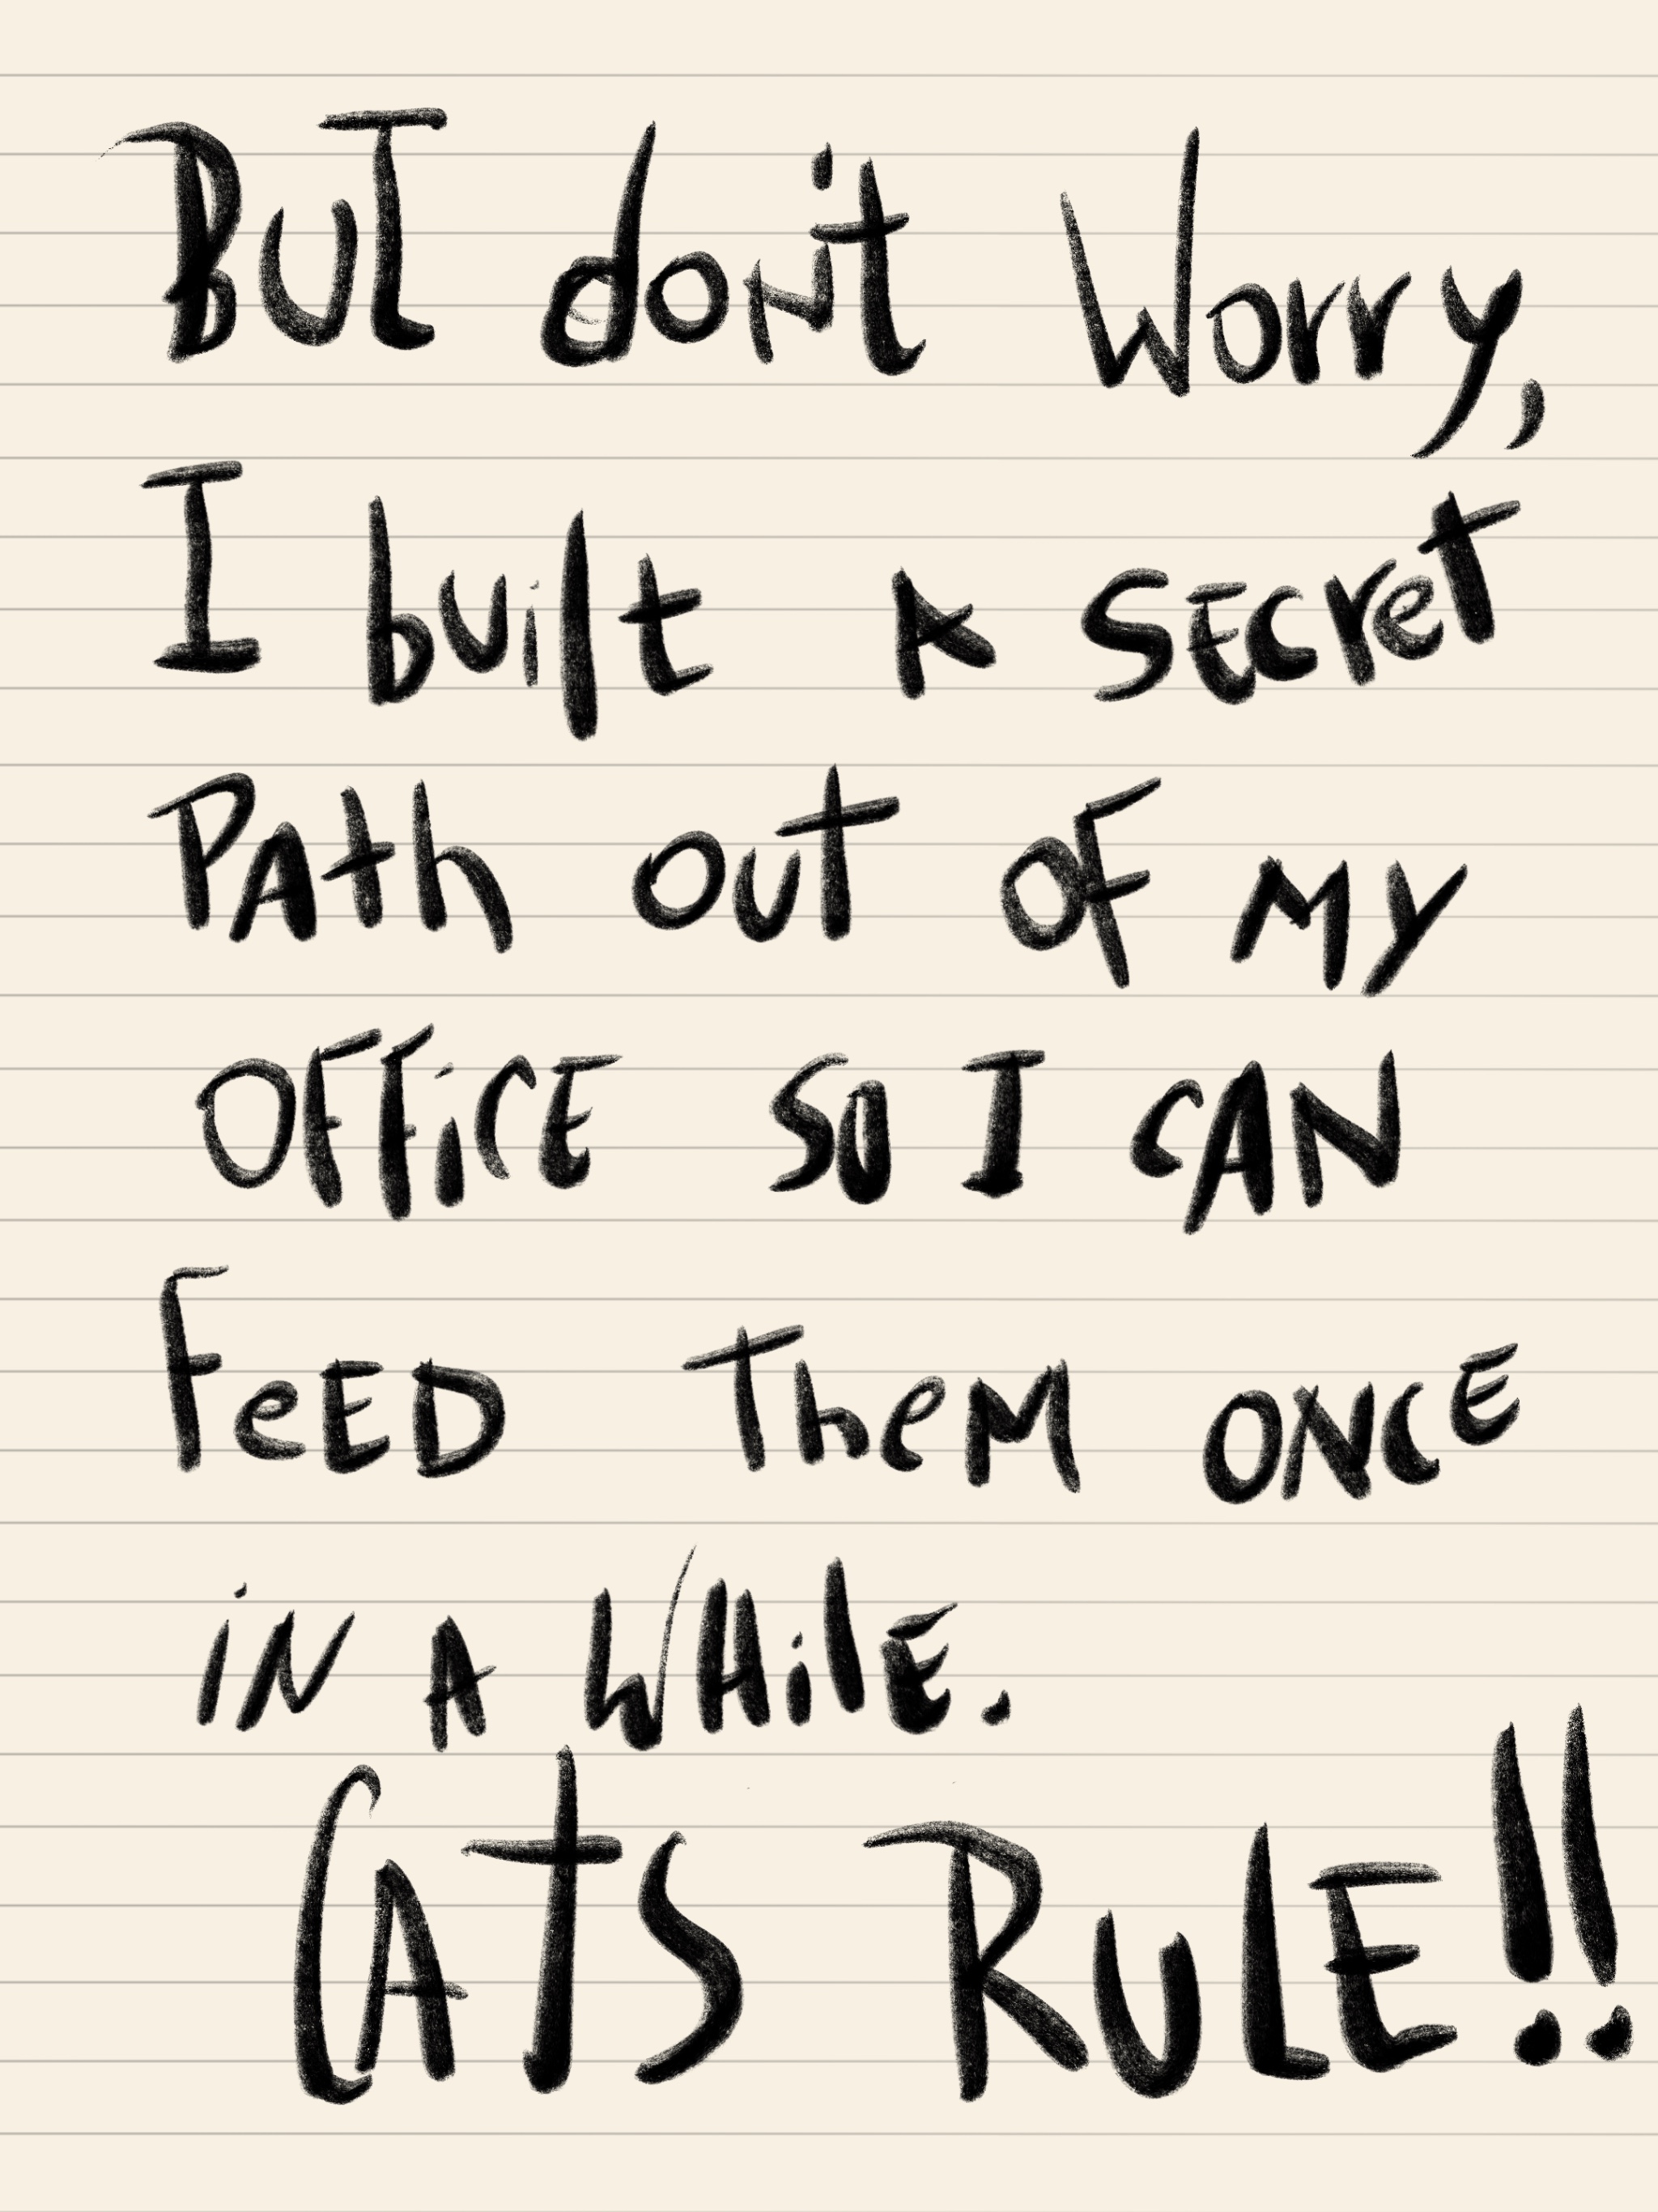 BUT don't Worry,
I built A SECreT
PAth ouT OF MY
OFFiCE SO I CAN
FeED TheM ONCE
iN A WHilE.
CATS RULE!!